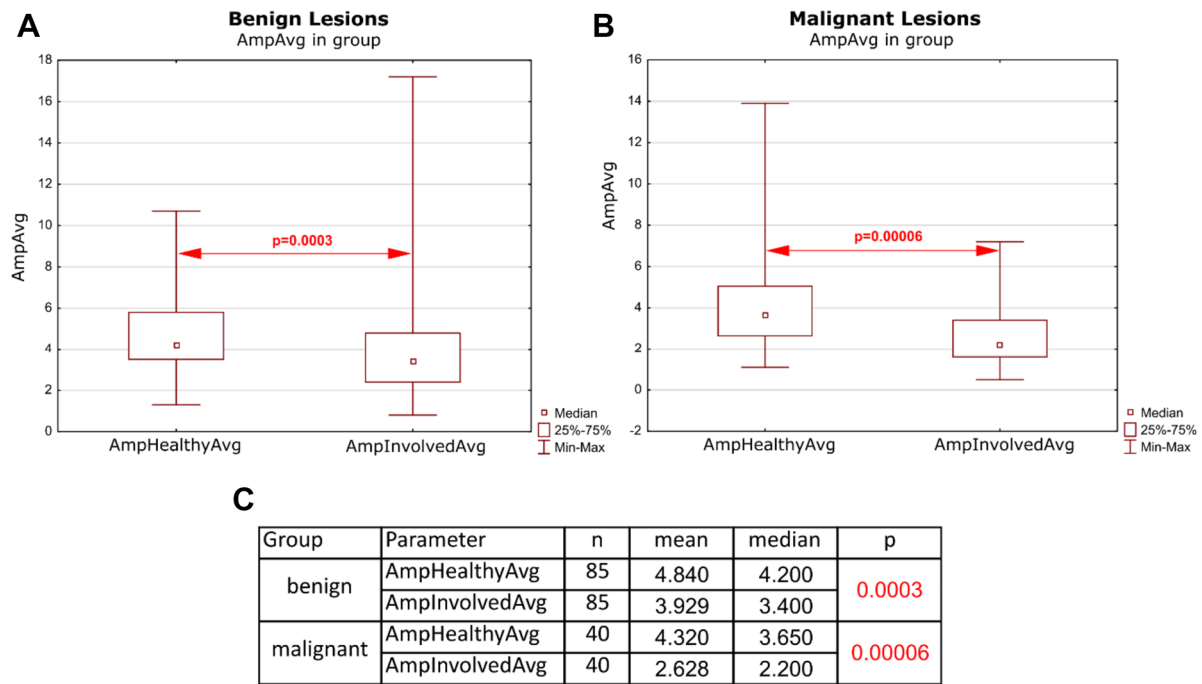 A
Benign Lesions
AmpAvg in group
18
16
14
12
10
8
6
4
2
0
AmpAvg
p=0.0003
AmpHealthyAvg
AmpInvolvedAvg
Median
25%-75%
Min-Max
B
Malignant Lesions
AmpAvg in group
16
14
12
10
8
6
4
2
0
-2
AmpAvg
p=0.00006
AmpHealthyAvg
AmpInvolvedAvg
Median
25%-75%
Min-Max
C
Group Parameter n mean median p
benign AmpHealthyAvg 85 4.840 4.200 0.0003
AmpInvolvedAvg 85 3.929 3.400
malignant AmpHealthyAvg 40 4.320 3.650 0.00006
AmpInvolvedAvg 40 2.628 2.200